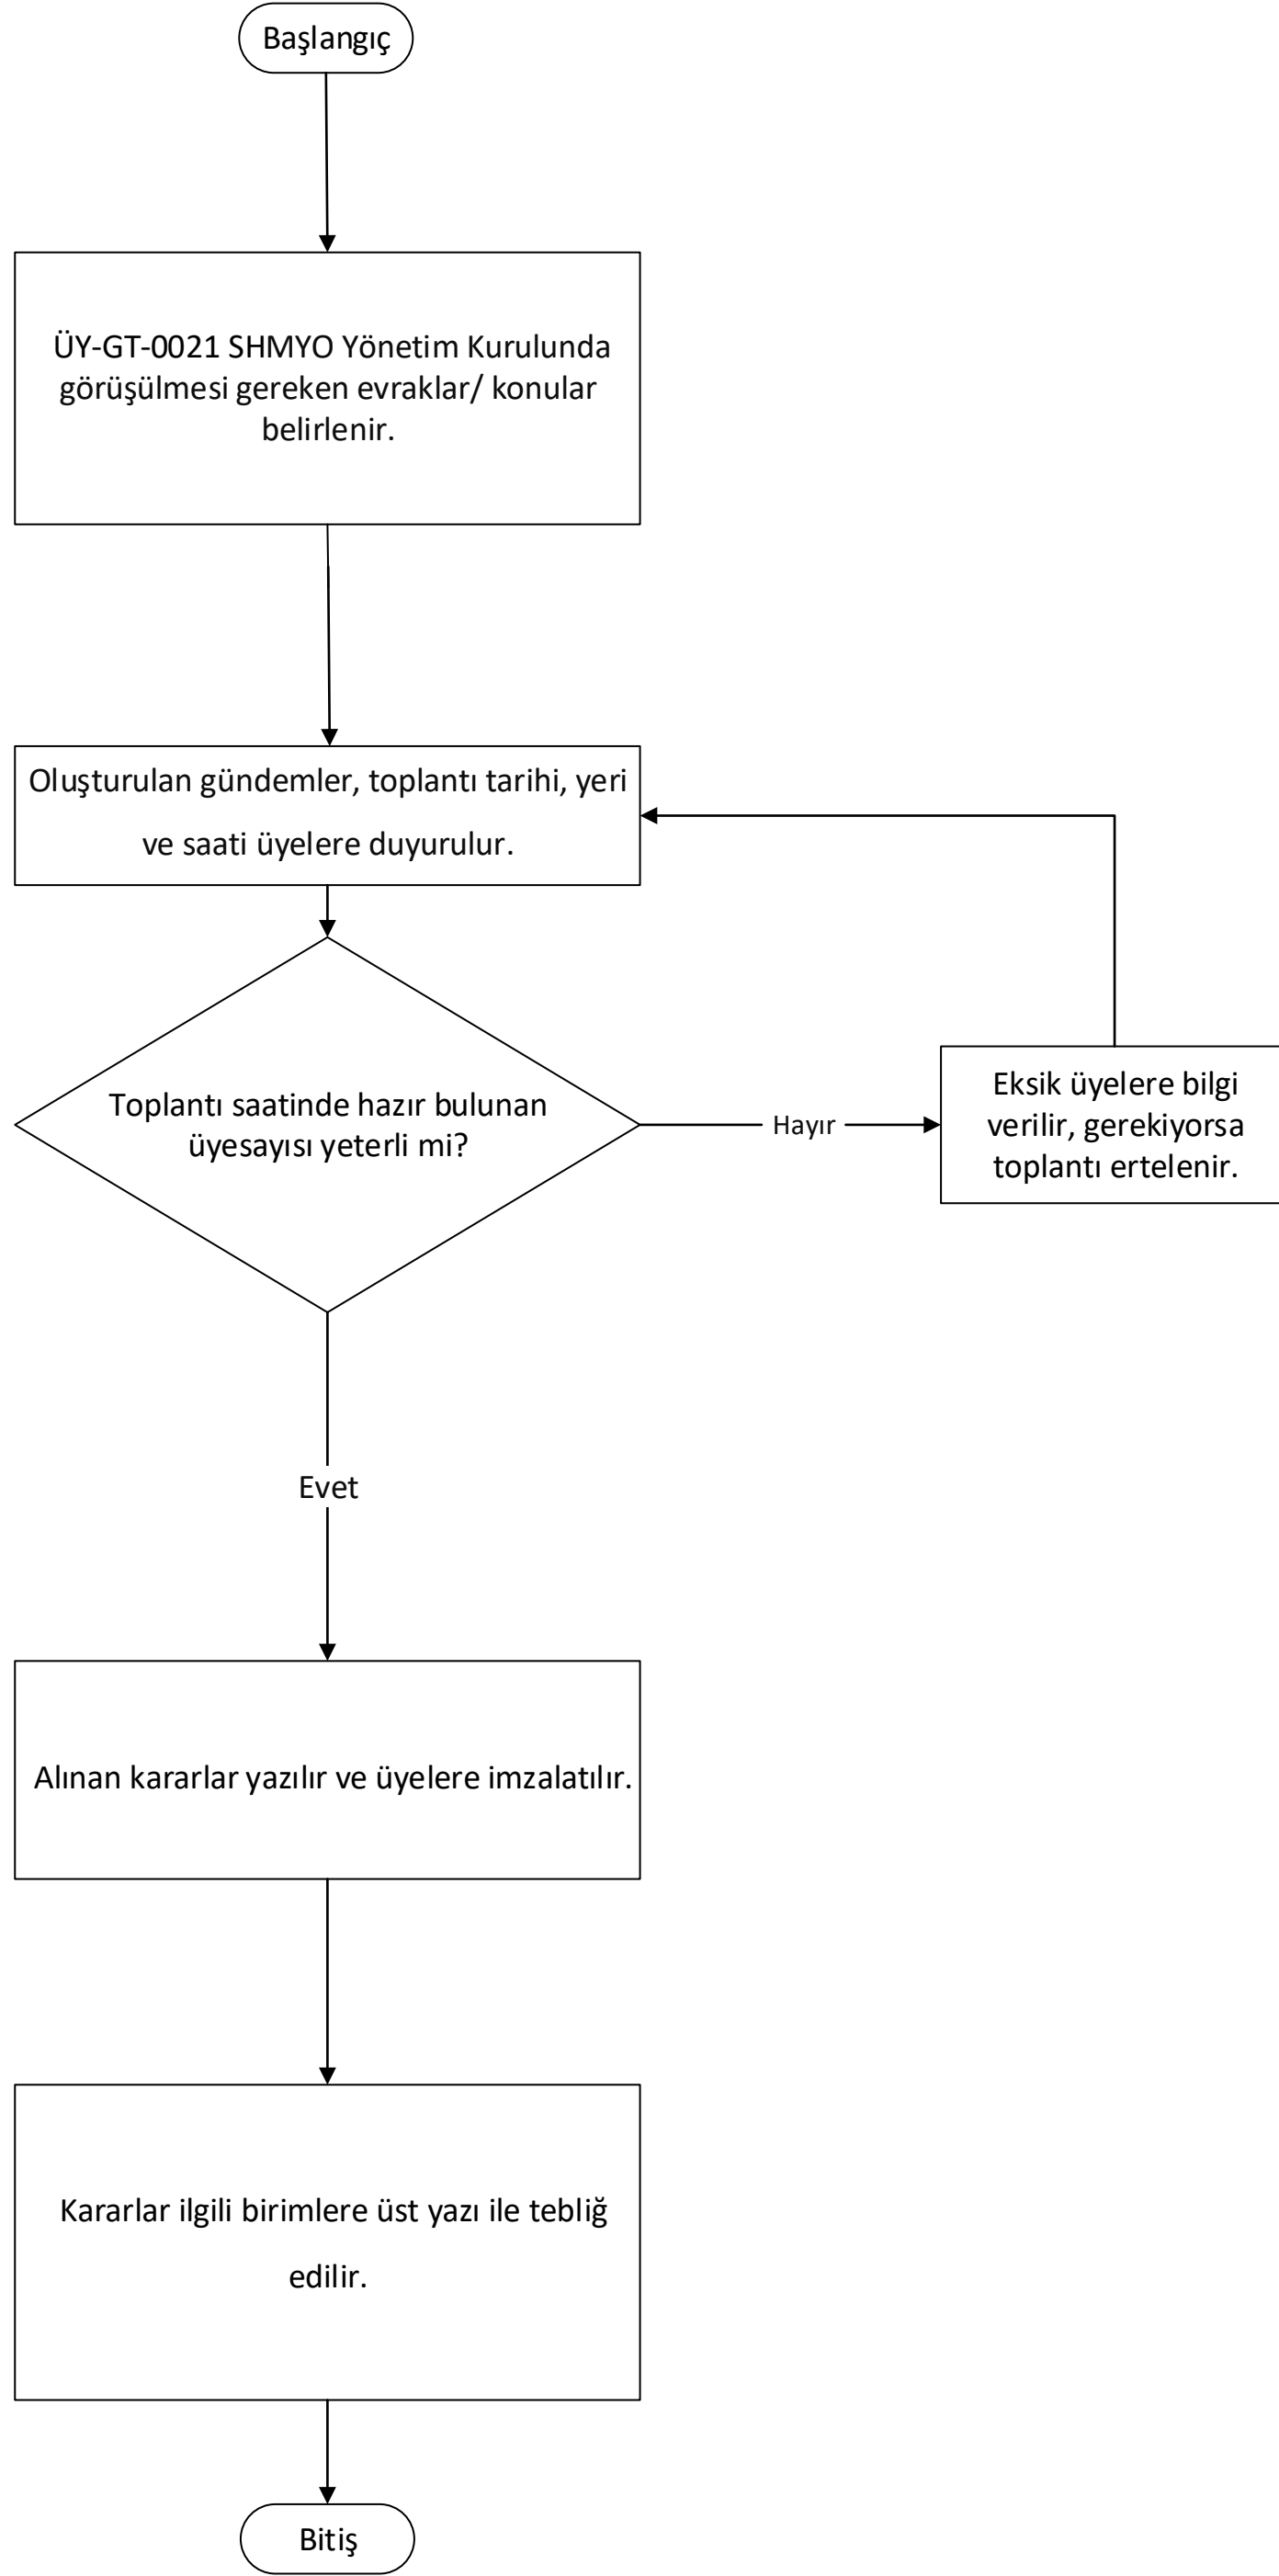 Başlangıç
ÜY-GT-0021 SHMYO Yönetim Kurulunda
görüşülmesi gereken evraklar/ konular
belirlenir.
Oluşturulan gündemler, toplantı tarihi, yeri
ve saati üyelere duyurulur.
Toplantı saatinde hazır bulunan
üyesayısı yeterli mi?
Hayır
Eksik üyelere bilgi
verilir, gerekiyorsa
toplantı ertelenir.
Evet
Alınan kararlar yazılır ve üyelere imzalatılır.
Kararlar ilgili birimlere üst yazı ile tebliğ
edilir.
Bitiş